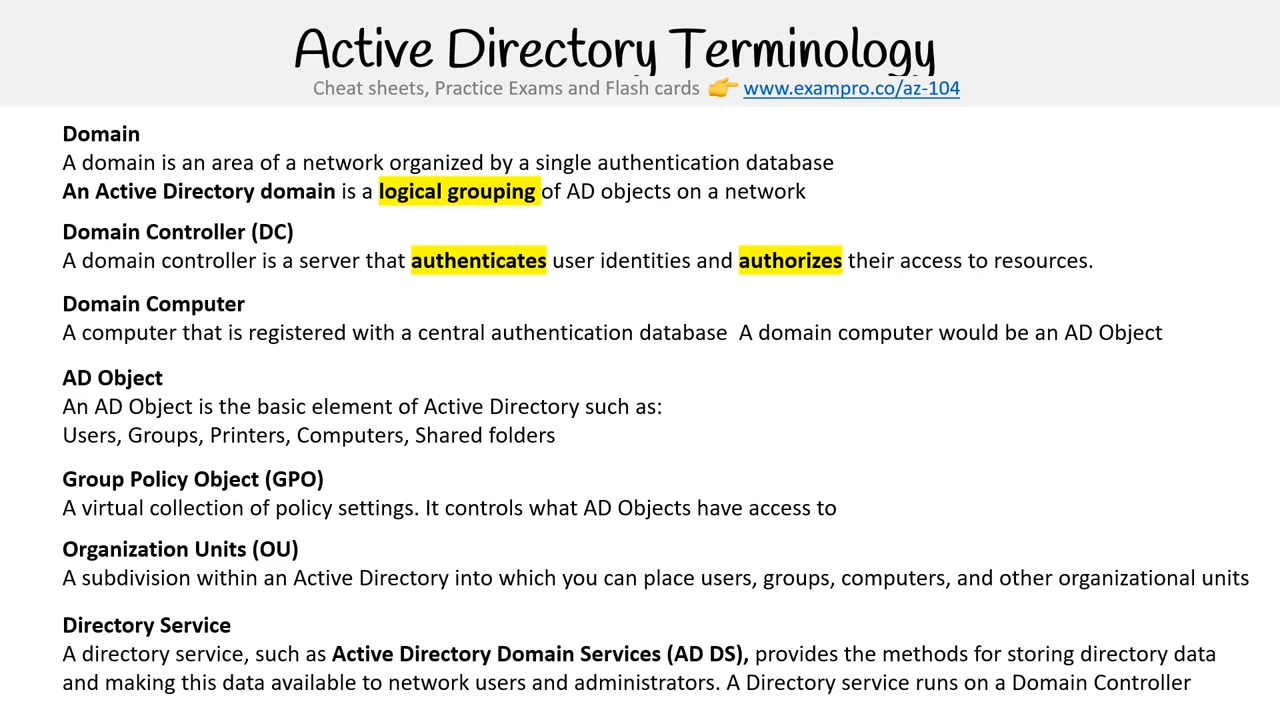 Active Directory Terminology
Cheat sheets, Practice Exams and Flash cards 👉 www.exampro.co/az-104
Domain
A domain is an area of a network organized by a single authentication database
An Active Directory domain is a logical grouping of AD objects on a network
Domain Controller (DC)
A domain controller is a server that authenticates user identities and authorizes their access to resources.
Domain Computer
A computer that is registered with a central authentication database  A domain computer would be an AD Object
AD Object
An AD Object is the basic element of Active Directory such as:
Users, Groups, Printers, Computers, Shared folders
Group Policy Object (GPO)
A virtual collection of policy settings. It controls what AD Objects have access to
Organization Units (OU)
A subdivision within an Active Directory into which you can place users, groups, computers, and other organizational units
Directory Service
A directory service, such as Active Directory Domain Services (AD DS), provides the methods for storing directory data
and making this data available to network users and administrators. A Directory service runs on a Domain Controller